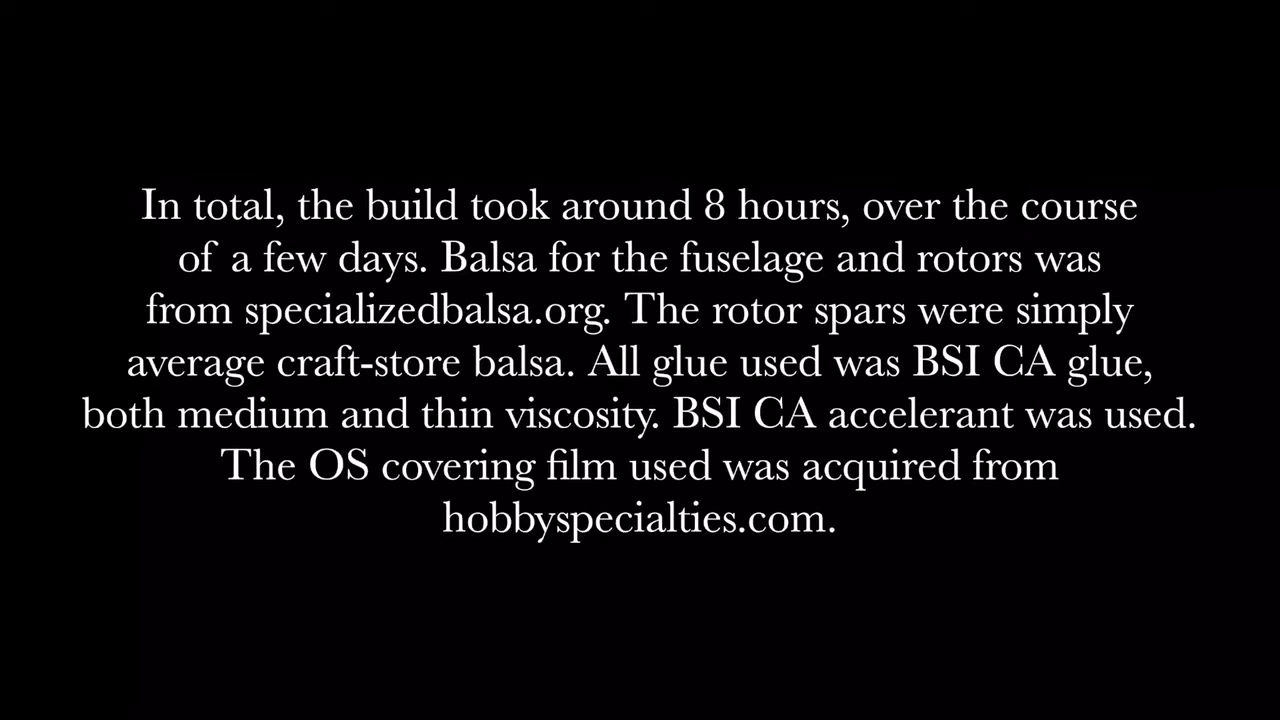 In total, the build took around 8 hours, over the course
of a few days. Balsa for the fuselage and rotors was
from specializedbalsa.org. The rotor spars were simply
average craft-store balsa. All glue used was BSI CA glue,
both medium and thin viscosity. BSI CA accelerant was used.
The OS covering film used was acquired from
hobbyspecialties.com.